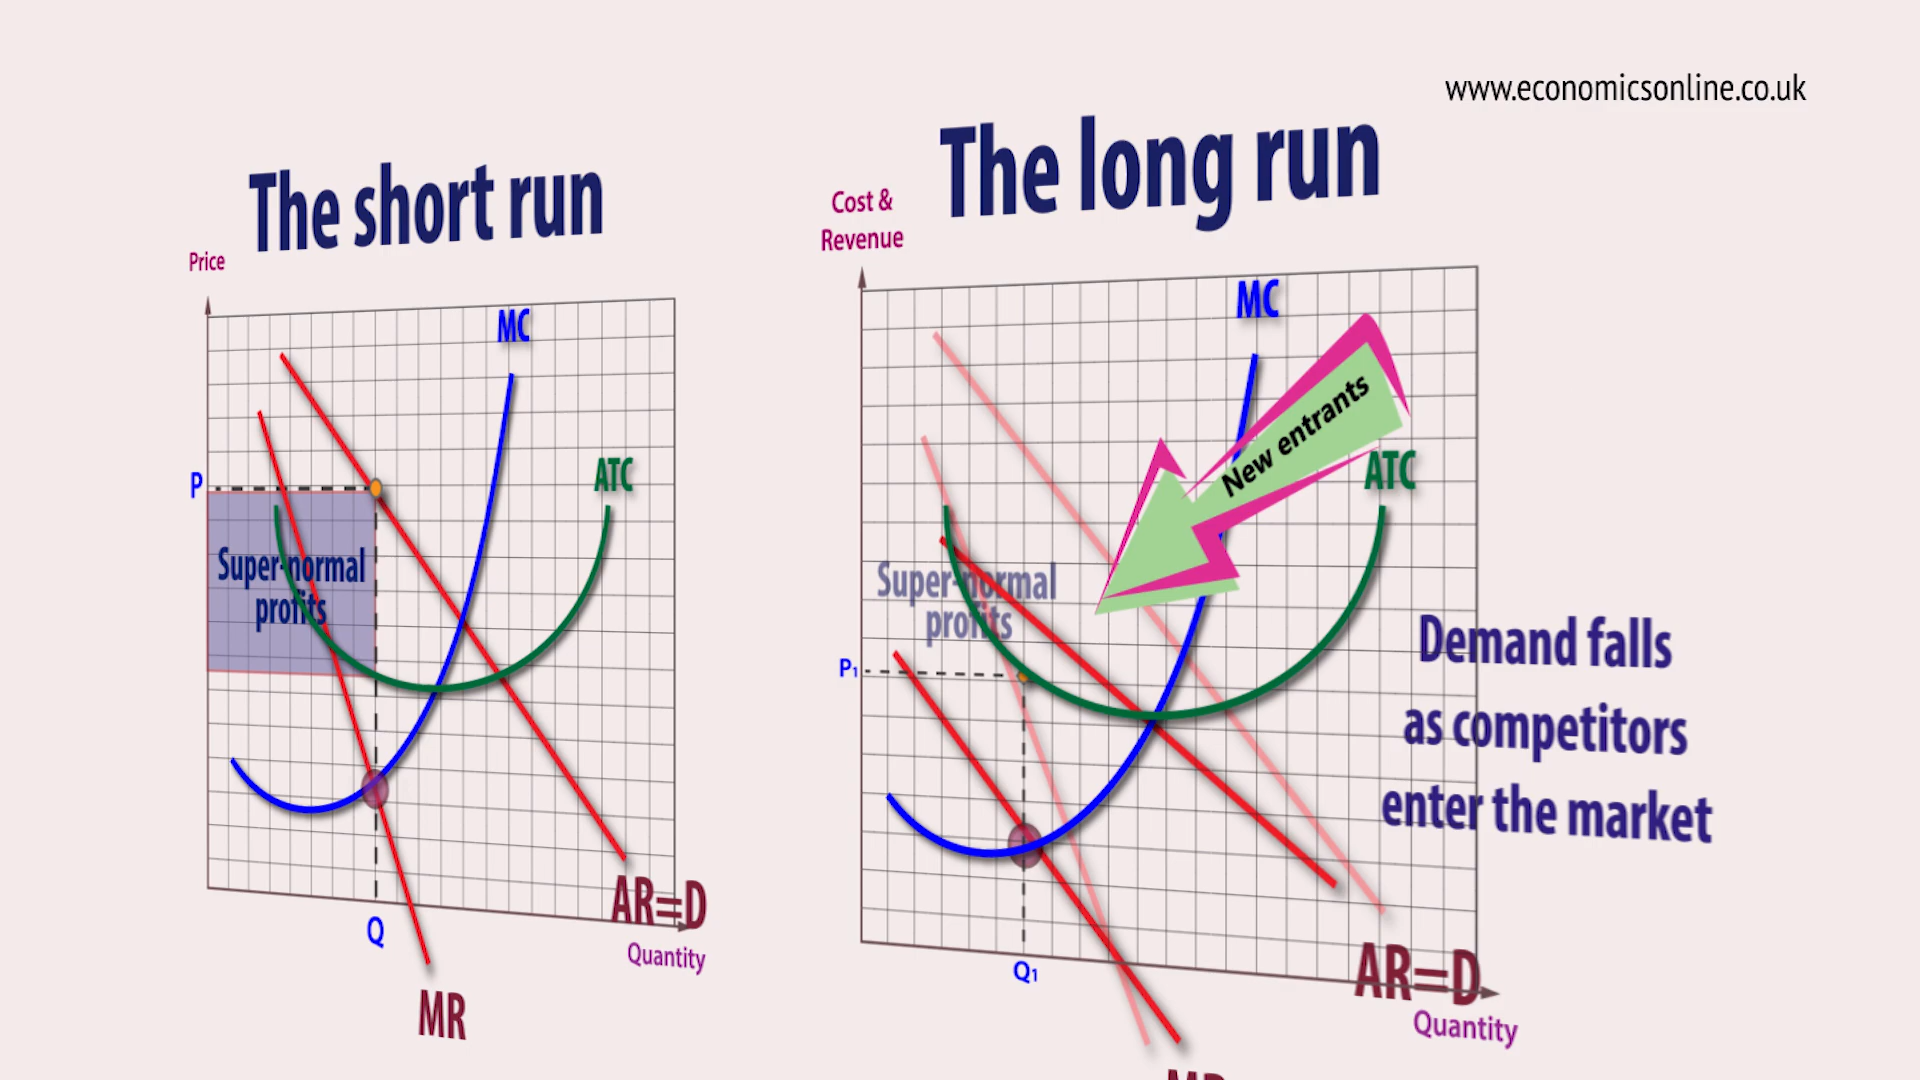 www.economicsonline.co.uk
The short run
Price
MC
ATC
P
Super-normal
profits
AR=D
Q
Quantity
MR
The long run
Cost &
Revenue
MC
New entrants
ATC
Super-normal
profits
P₁
Demand falls
as competitors
enter the market
Q₁
AR=D
Quantity